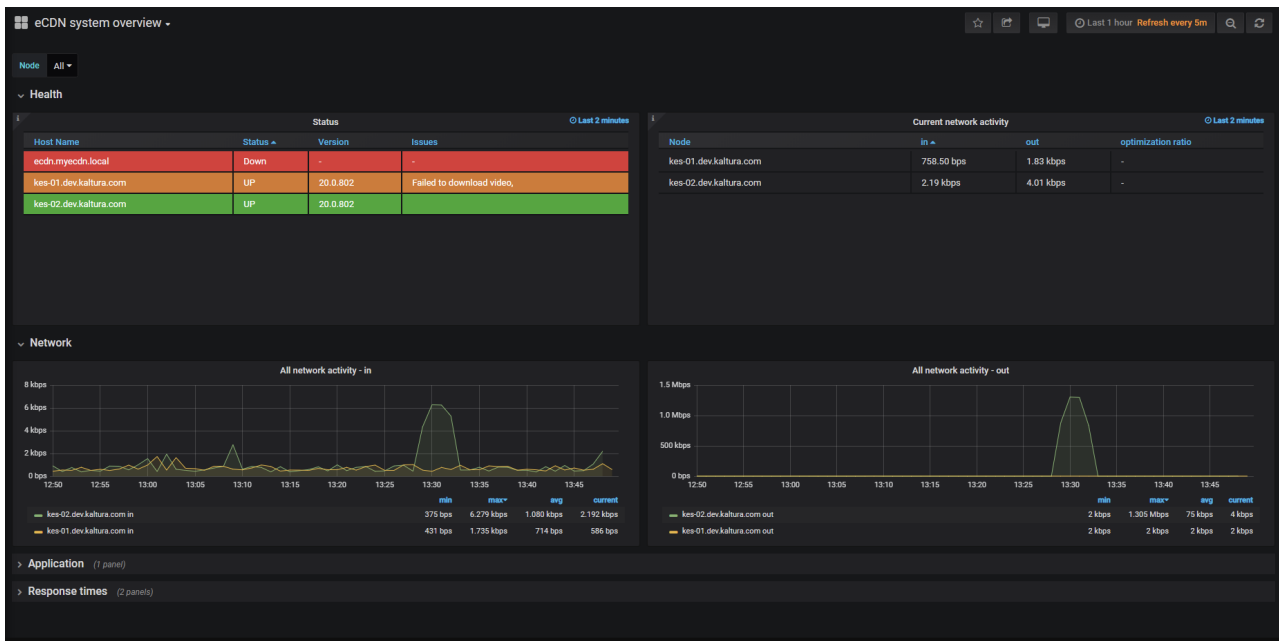 eCDN system overview
Last 1 hour Refresh every 5m
Node All
Health
i Status Last 2 minutes
Host Name Status Version Issues
ecdn.myecdn.local Down - -
kes-01.dev.kaltura.com UP 20.0.802 Failed to download video,
kes-02.dev.kaltura.com UP 20.0.802
i Current network activity Last 2 minutes
Node in out optimization ratio
kes-01.dev.kaltura.com 758.50 bps 1.83 kbps -
kes-02.dev.kaltura.com 2.19 kbps 4.01 kbps -
Network
All network activity - in
8 kbps
6 kbps
4 kbps
2 kbps
0 bps
12:50 12:55 13:00 13:05 13:10 13:15 13:20 13:25 13:30 13:35 13:40 13:45
min max avg current
kes-02.dev.kaltura.com in 375 bps 6.279 kbps 1.080 kbps 2.192 kbps
kes-01.dev.kaltura.com in 431 bps 1.735 kbps 714 bps 586 bps
All network activity - out
1.5 Mbps
1.0 Mbps
500 kbps
0 bps
12:50 12:55 13:00 13:05 13:10 13:15 13:20 13:25 13:30 13:35 13:40 13:45
min max avg current
kes-02.dev.kaltura.com out 2 kbps 1.305 Mbps 75 kbps 4 kbps
kes-01.dev.kaltura.com out 2 kbps 2 kbps 2 kbps 2 kbps
Application (1 panel)
Response times (2 panels)